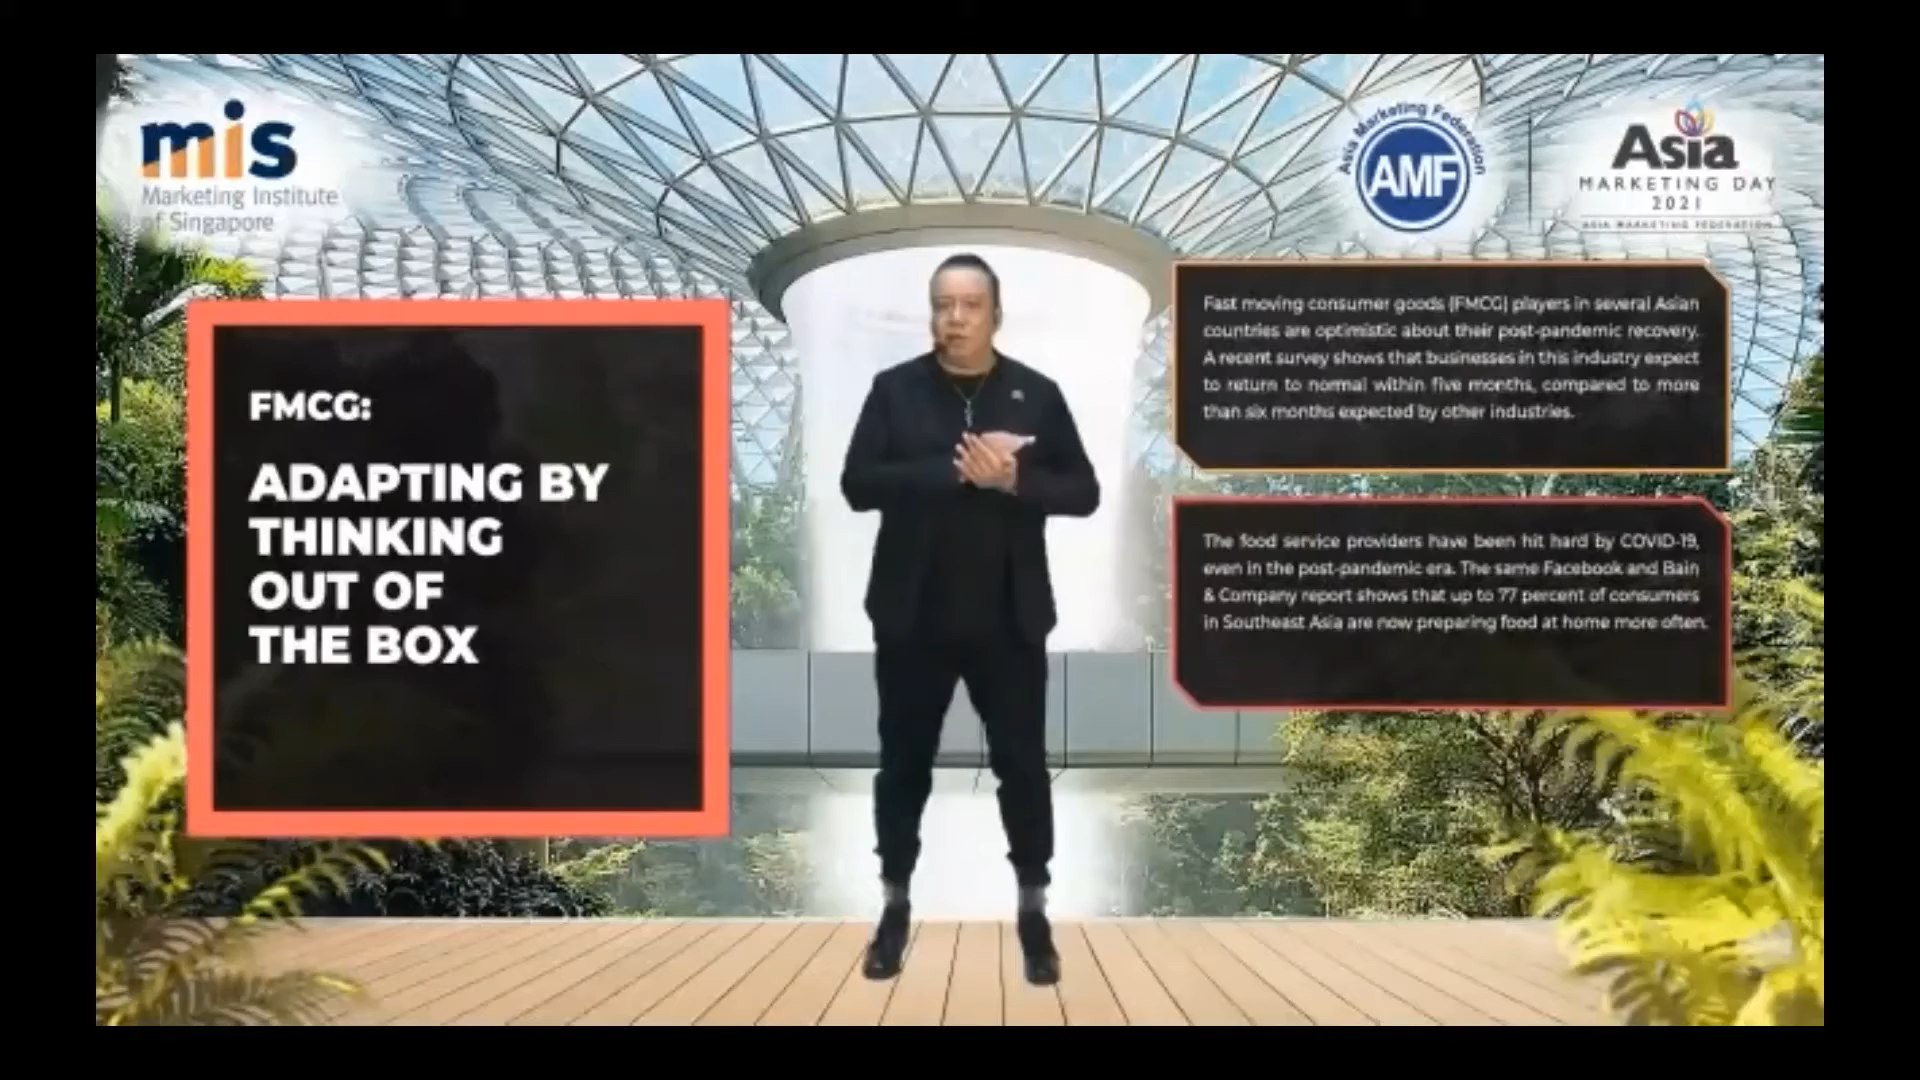 mis
Marketing Institute
of Singapore
Asia Marketing Federation
AMF
Asia
MARKETING DAY
2021
ASIA MARKETING FEDERATION
FMCG:
ADAPTING BY
THINKING
OUT OF
THE BOX
Fast moving consumer goods (FMCG) players in several Asian
countries are optimistic about their post-pandemic recovery.
A recent survey shows that businesses in this industry expect
to return to normal within five months, compared to more
than six months expected by other industries.
The food service providers have been hit hard by COVID-19,
even in the post-pandemic era. The same Facebook and Bain
& Company report shows that up to 77 percent of consumers
in Southeast Asia are now preparing food at home more often.